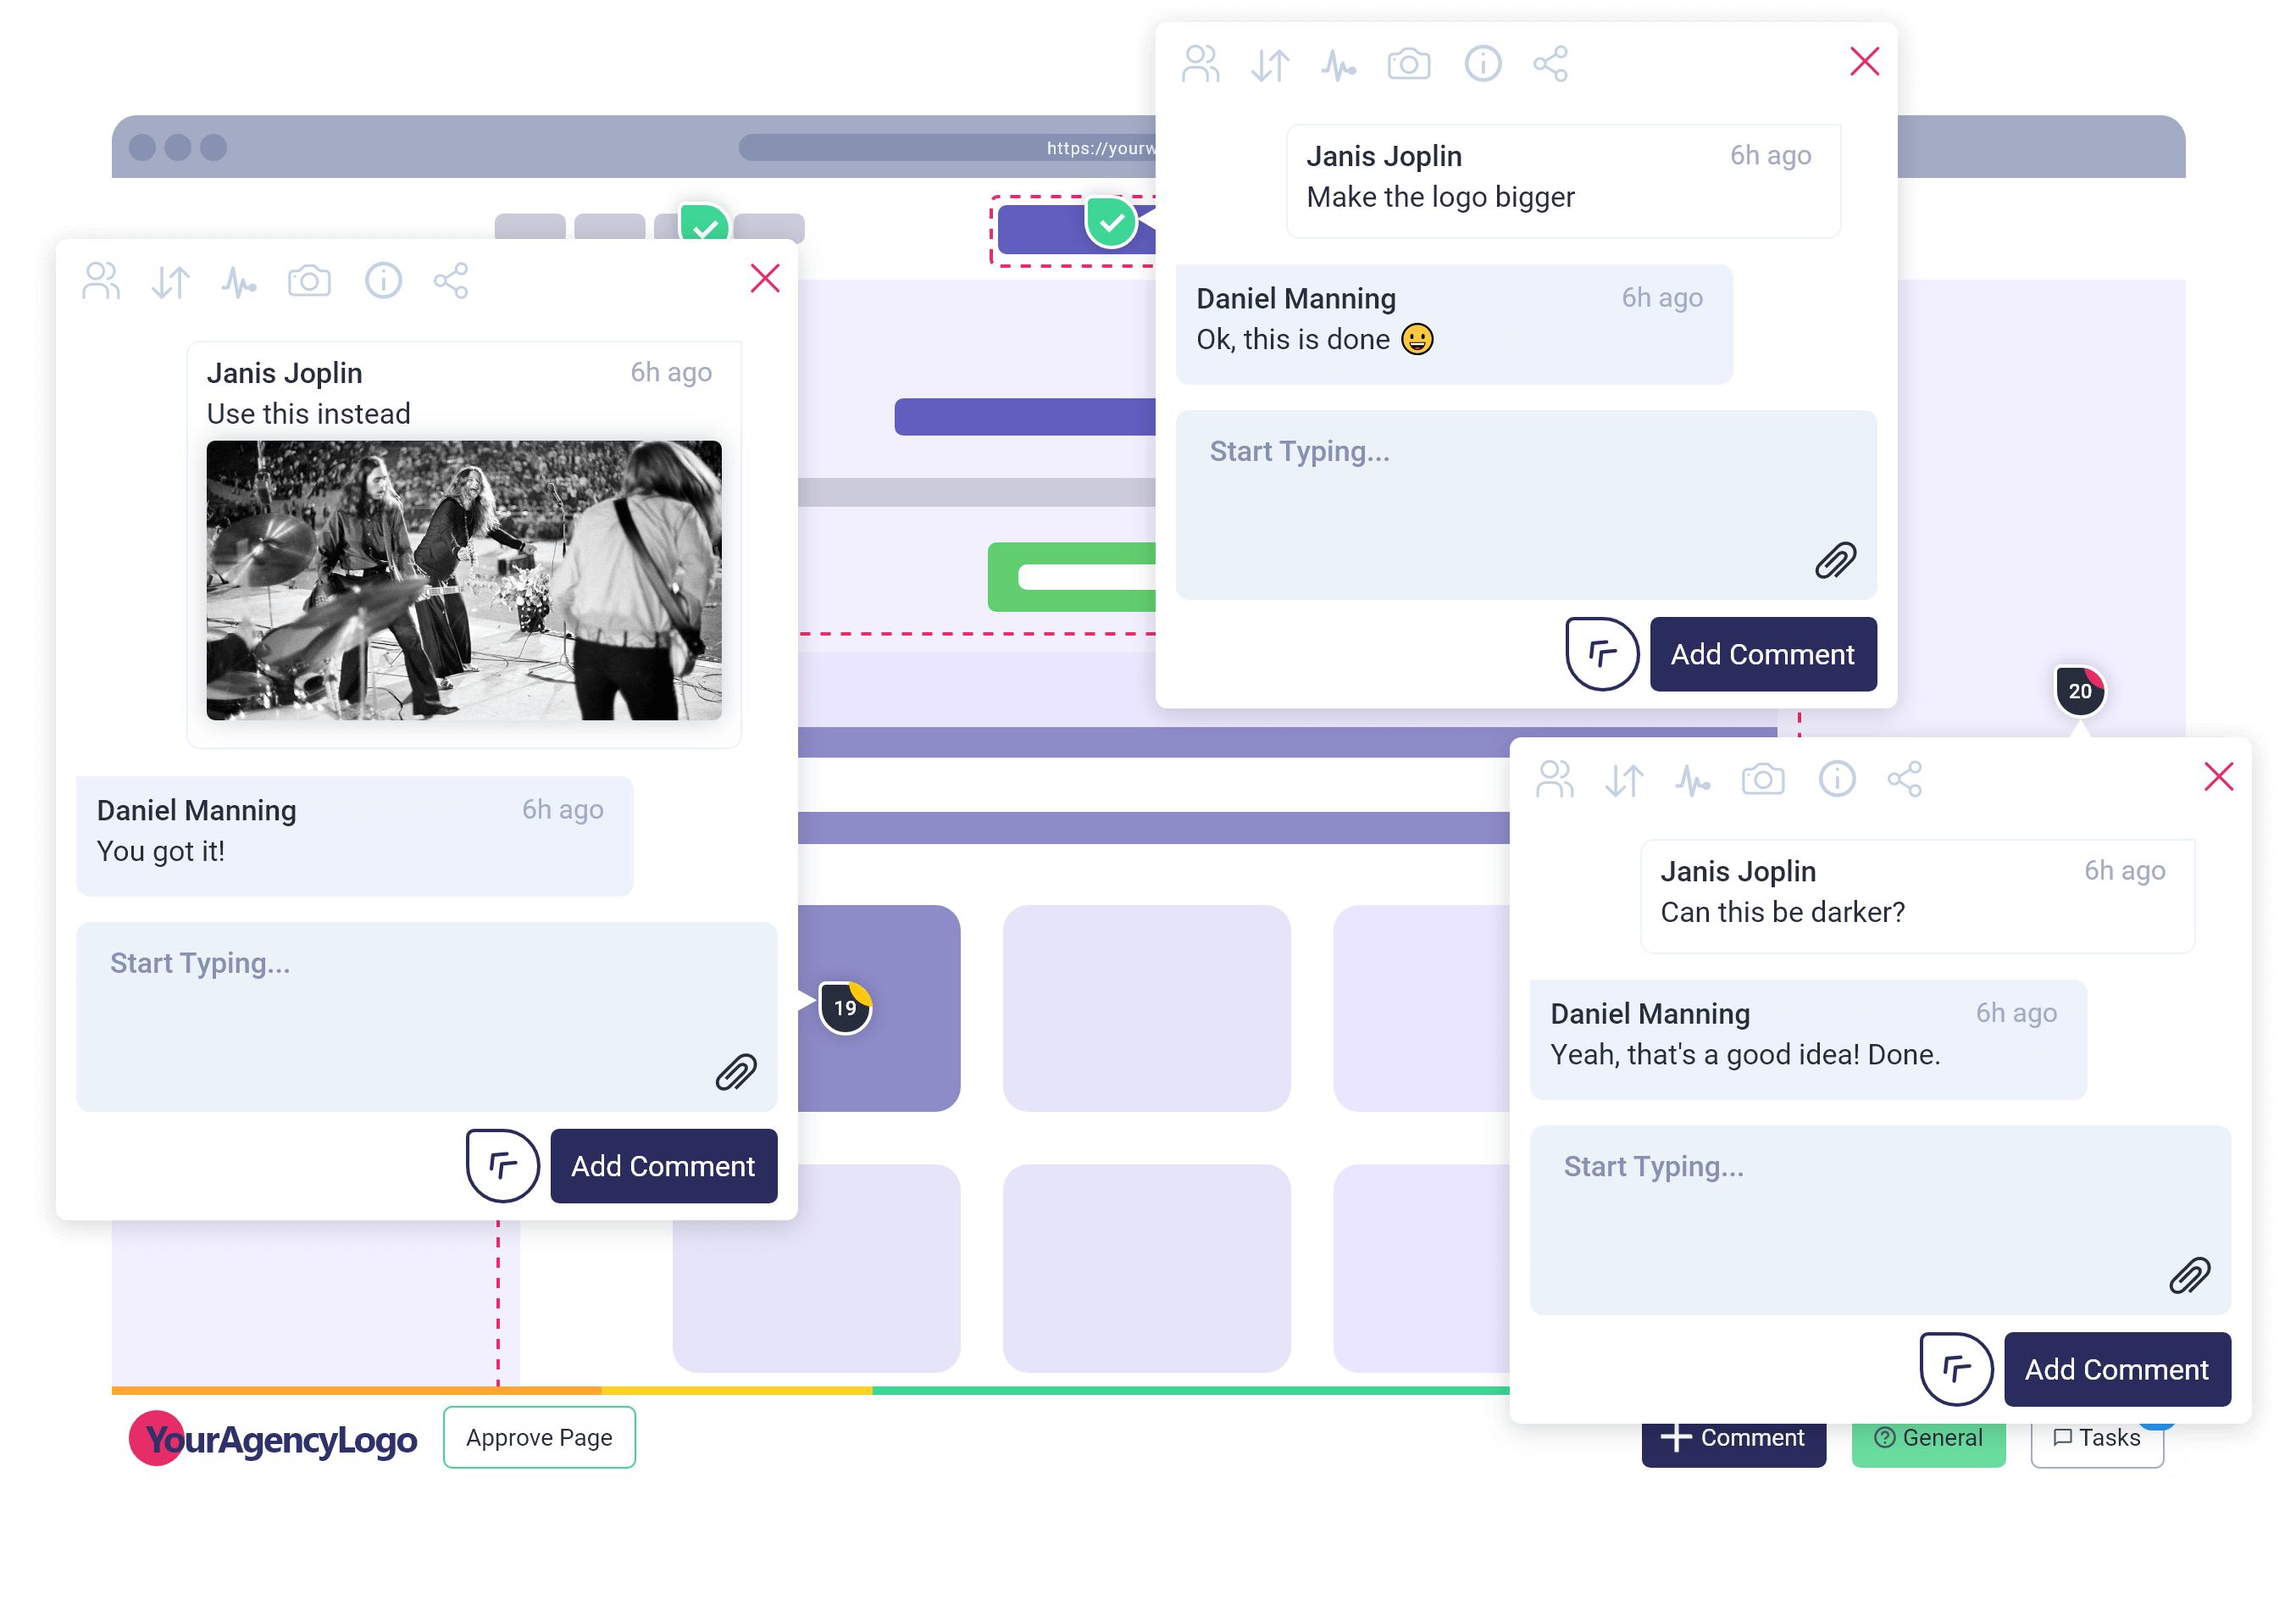 https://yourw
Janis Joplin 6h ago
Make the logo bigger
Daniel Manning 6h ago
Ok, this is done 😀
Start Typing...
Add Comment
Janis Joplin 6h ago
Use this instead
Daniel Manning 6h ago
You got it!
Start Typing...
Add Comment
19
20
Janis Joplin 6h ago
Can this be darker?
Daniel Manning 6h ago
Yeah, that's a good idea! Done.
Start Typing...
Add Comment
YourAgencyLogo
Approve Page
Comment
General
Tasks